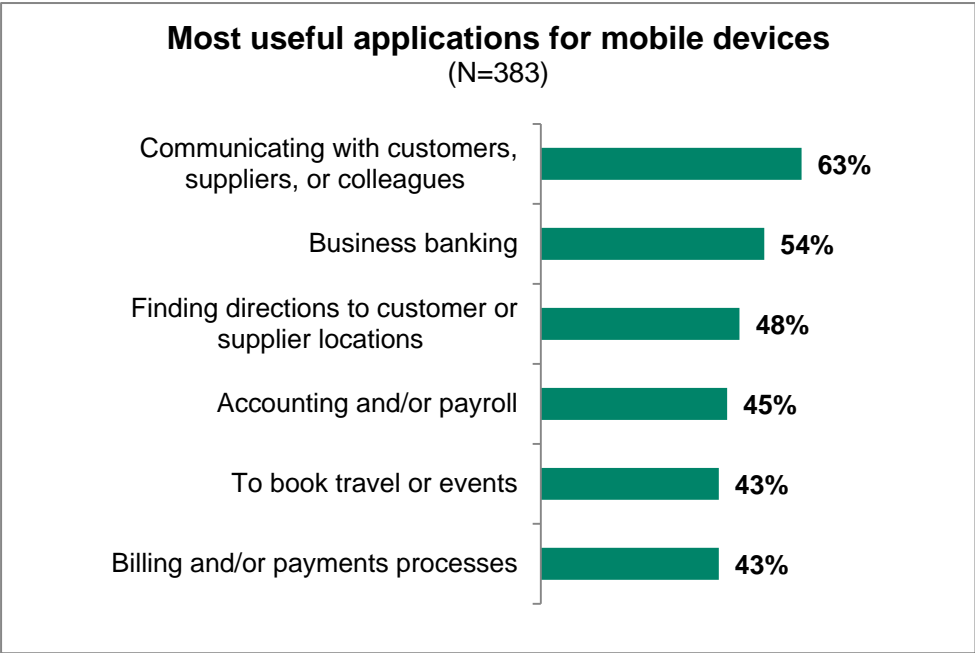 Most useful applications for mobile devices
(N=383)
Communicating with customers,
suppliers, or colleagues
63%
Business banking
54%
Finding directions to customer or
supplier locations
48%
Accounting and/or payroll
45%
To book travel or events
43%
Billing and/or payments processes
43%